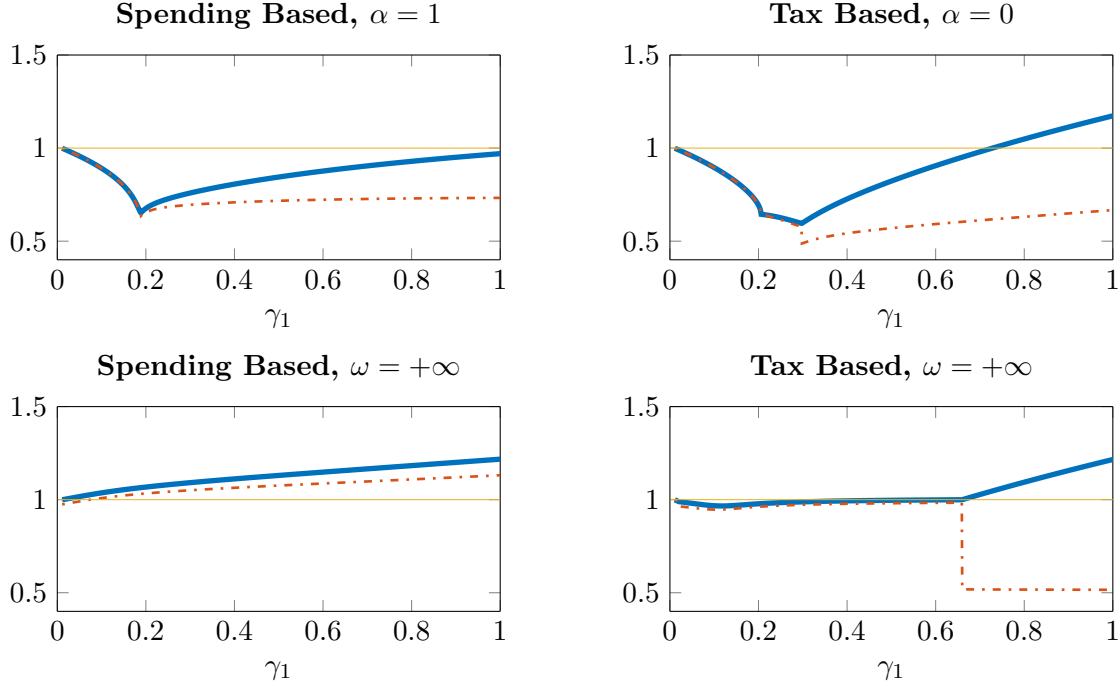 Spending Based, α = 1
1.5
1
0.5
0 0.2 0.4 0.6 0.8 1
γ₁
Tax Based, α = 0
1.5
1
0.5
0 0.2 0.4 0.6 0.8 1
γ₁
Spending Based, ω = +∞
1.5
1
0.5
0 0.2 0.4 0.6 0.8 1
γ₁
Tax Based, ω = +∞
1.5
1
0.5
0 0.2 0.4 0.6 0.8 1
γ₁